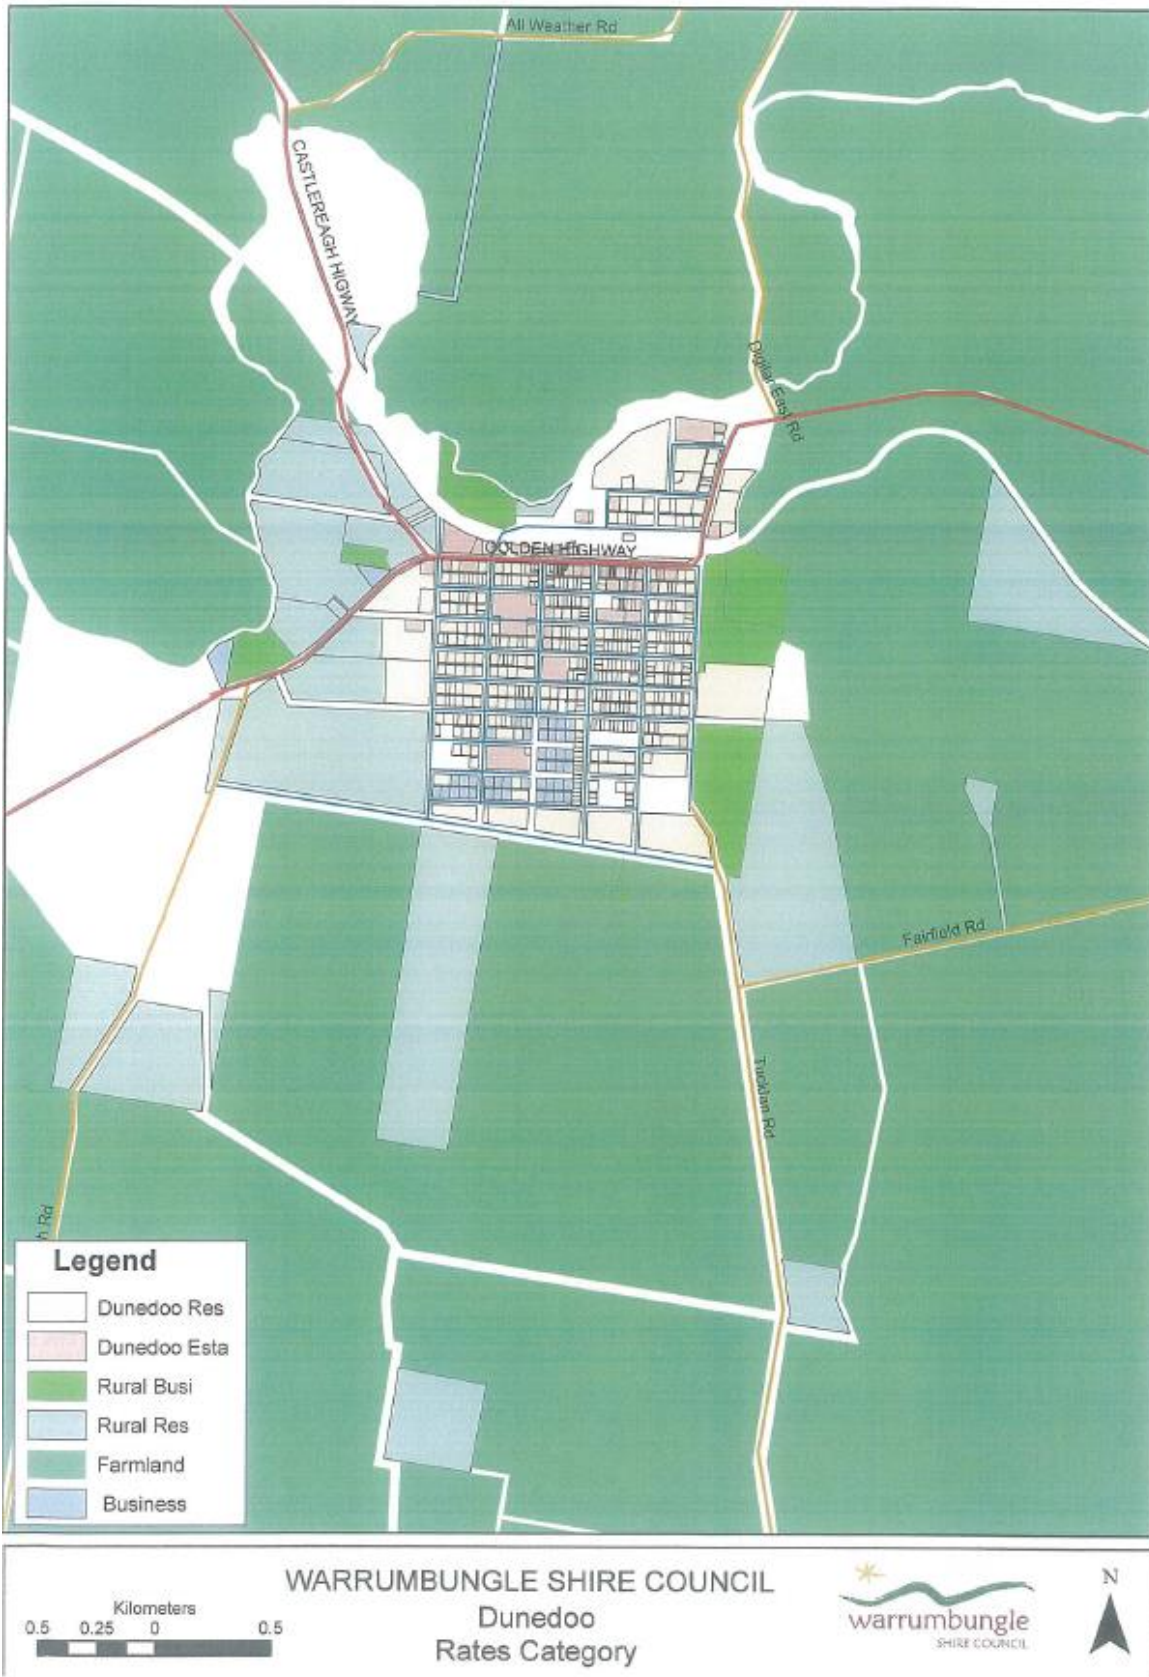 All Weather Rd
CASTLEREAGH HIGWAY
Digilar East Rd
GOLDEN HIGHWAY
Fairfield Rd
Tucklan Rd
h Rd
Legend
Dunedoo Res
Dunedoo Esta
Rural Busi
Rural Res
Farmland
Business
WARRUMBUNGLE SHIRE COUNCIL
Dunedoo
Rates Category
Kilometers
0.5 0.25 0 0.5
warrumbungle
SHIRE COUNCIL
N